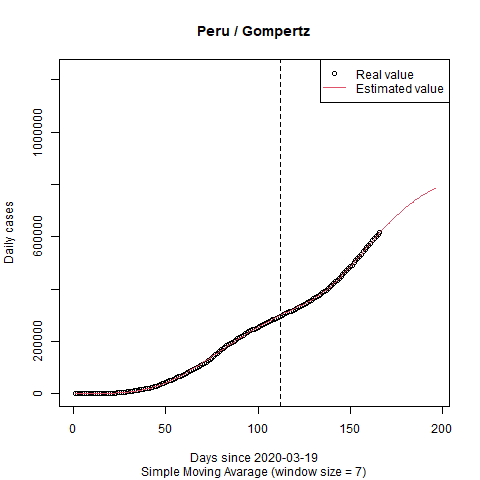 Peru / Gompertz
Real value
Estimated value
Daily cases
0
200000
600000
1000000
0
50
100
150
200
Days since 2020-03-19
Simple Moving Avarage (window size = 7)